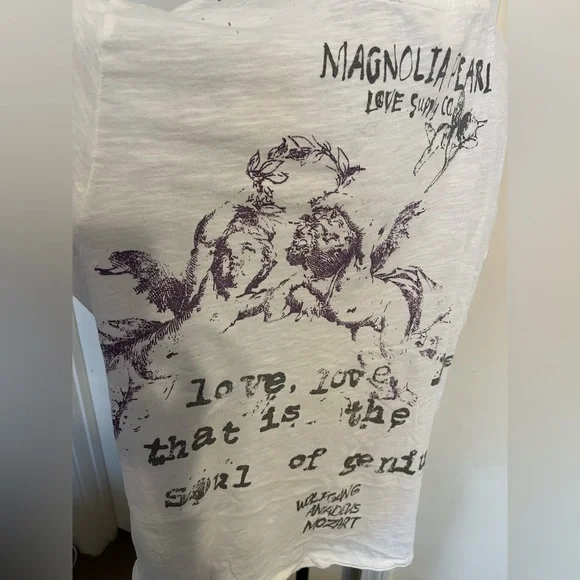 MAGNOLIA PEARL
LOVE Supply CO
love, love,
that is the
soul of geniu
WOLFGANG
AMADEUS
MOZART